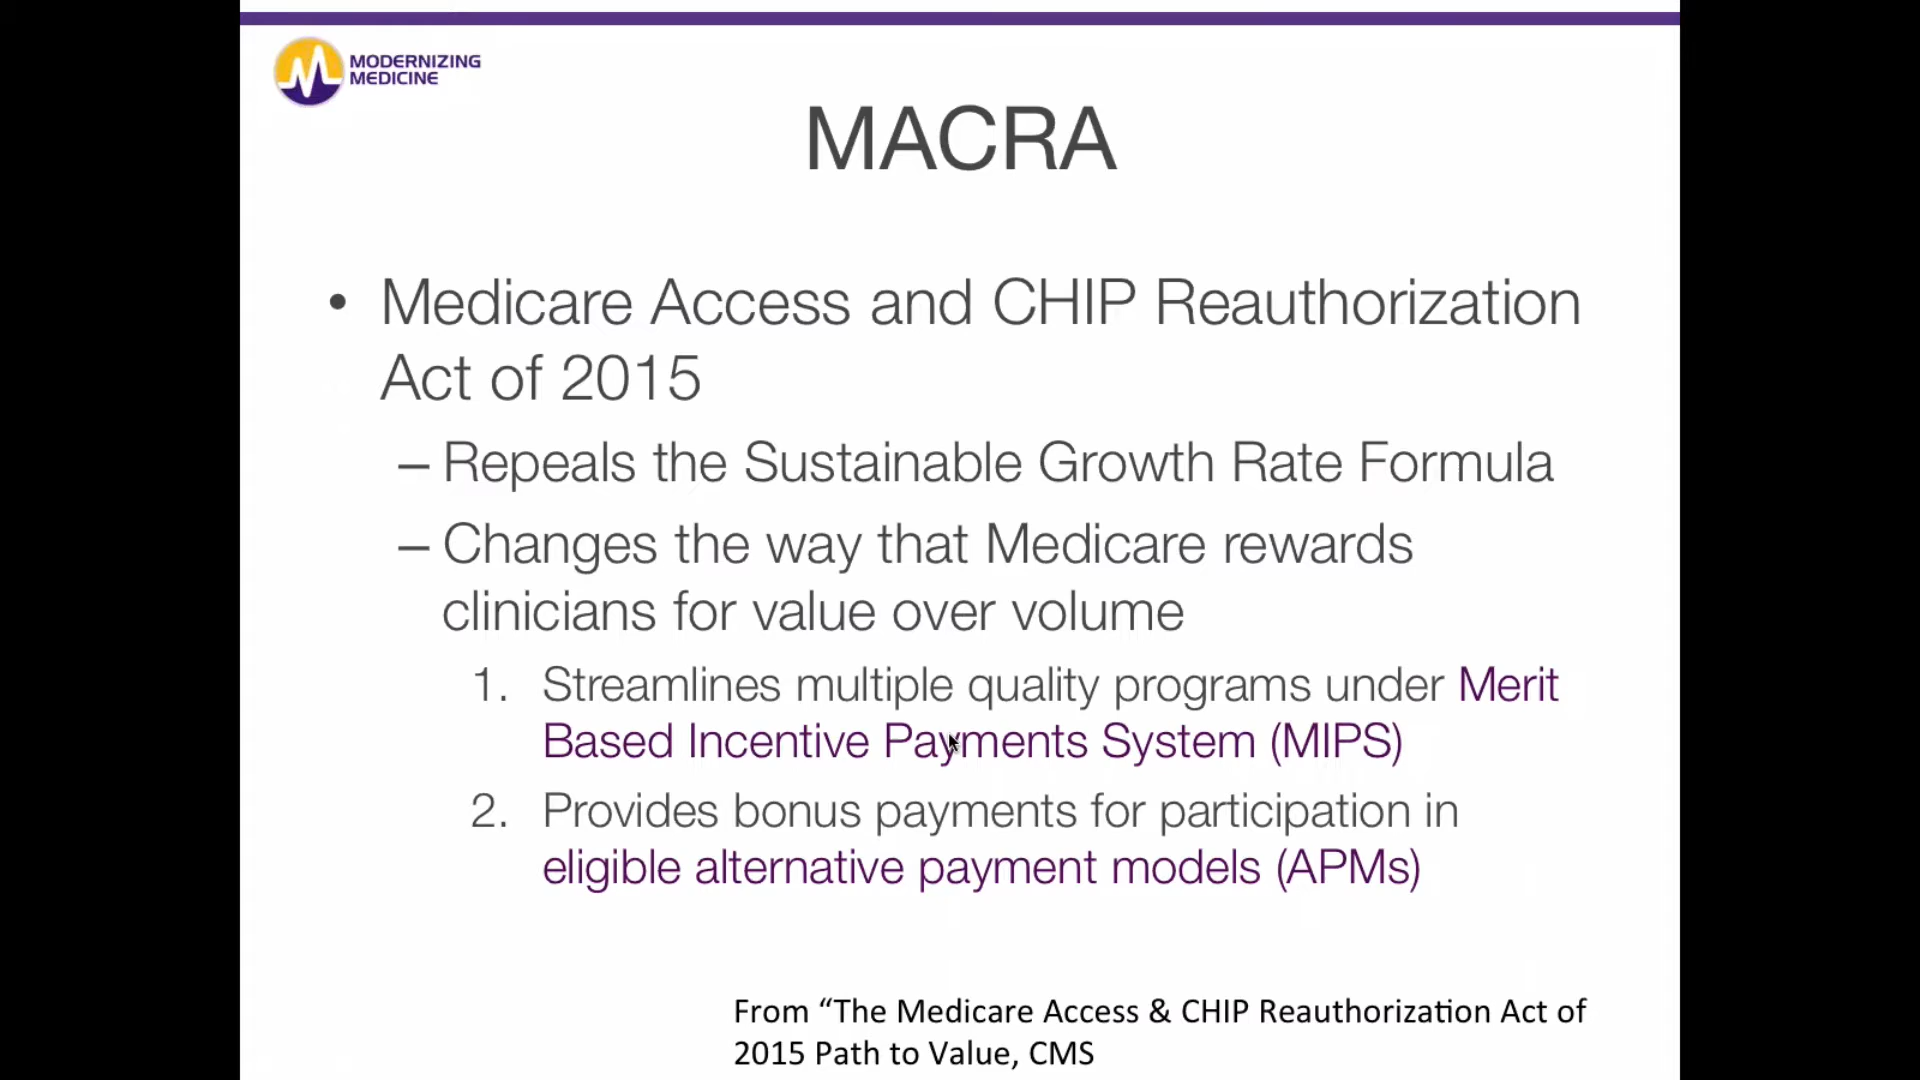 MODERNIZING
MEDICINE
MACRA
• Medicare Access and CHIP Reauthorization
Act of 2015
– Repeals the Sustainable Growth Rate Formula
– Changes the way that Medicare rewards
clinicians for value over volume
1. Streamlines multiple quality programs under Merit
Based Incentive Payments System (MIPS)
2. Provides bonus payments for participation in
eligible alternative payment models (APMs)
From “The Medicare Access & CHIP Reauthorization Act of
2015 Path to Value, CMS